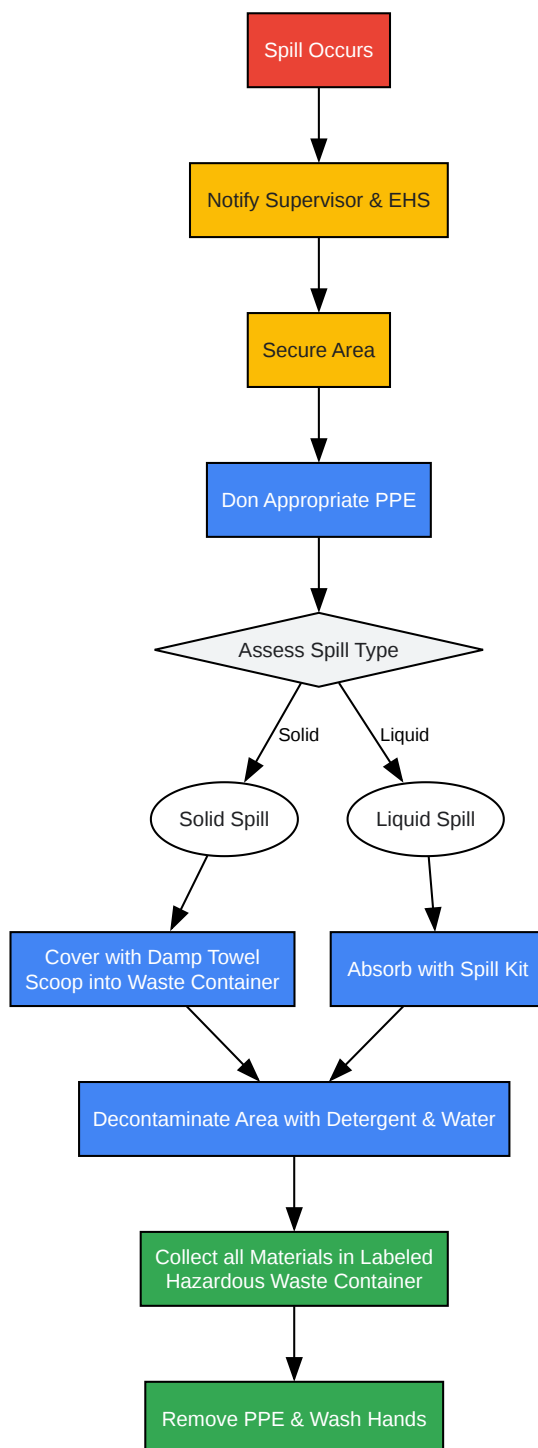 Spill Occurs
Notify Supervisor & EHS
Secure Area
Don Appropriate PPE
Assess Spill Type
Solid
Liquid
Solid Spill
Liquid Spill
Cover with Damp Towel
Scoop into Waste Container
Absorb with Spill Kit
Decontaminate Area with Detergent & Water
Collect all Materials in Labeled
Hazardous Waste Container
Remove PPE & Wash Hands